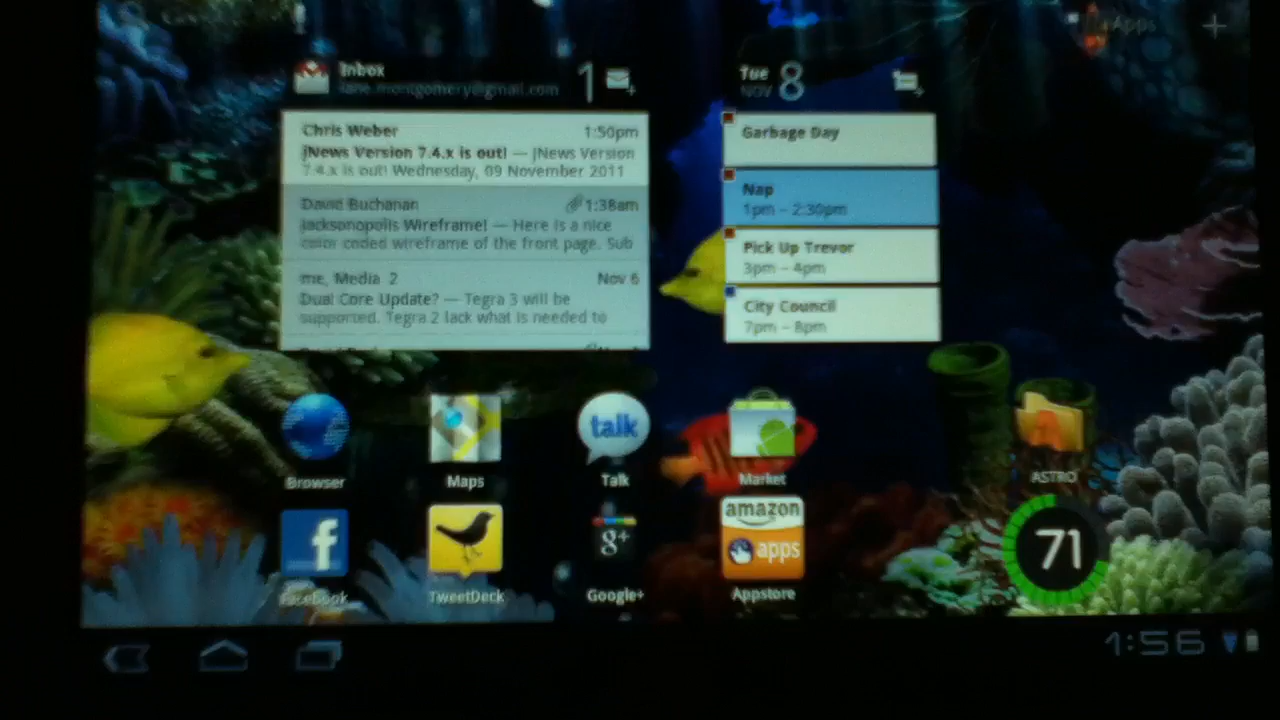 Apps +
Inbox
lane.montgomery@gmail.com
1
Chris Weber 1:50pm
jNews Version 7.4.x is out! — jNews Version
7.4.x is out! Wednesday, 09 November 2011
David Buchanan 1:38am
Jacksonopolis Wireframe! — Here is a nice
color coded wireframe of the front page. Sub
me, Media 2 Nov 6
Dual Core Update? — Tegra 3 will be
supported. Tegra 2 lack what is needed to
Tue
NOV
8
Garbage Day
Nap
1pm – 2:30pm
Pick Up Trevor
3pm – 4pm
City Council
7pm – 8pm
talk
Browser Maps Talk Market ASTRO
f
g+
amazon
apps
71
Facebook TweetDeck Google+ Appstore
1:56